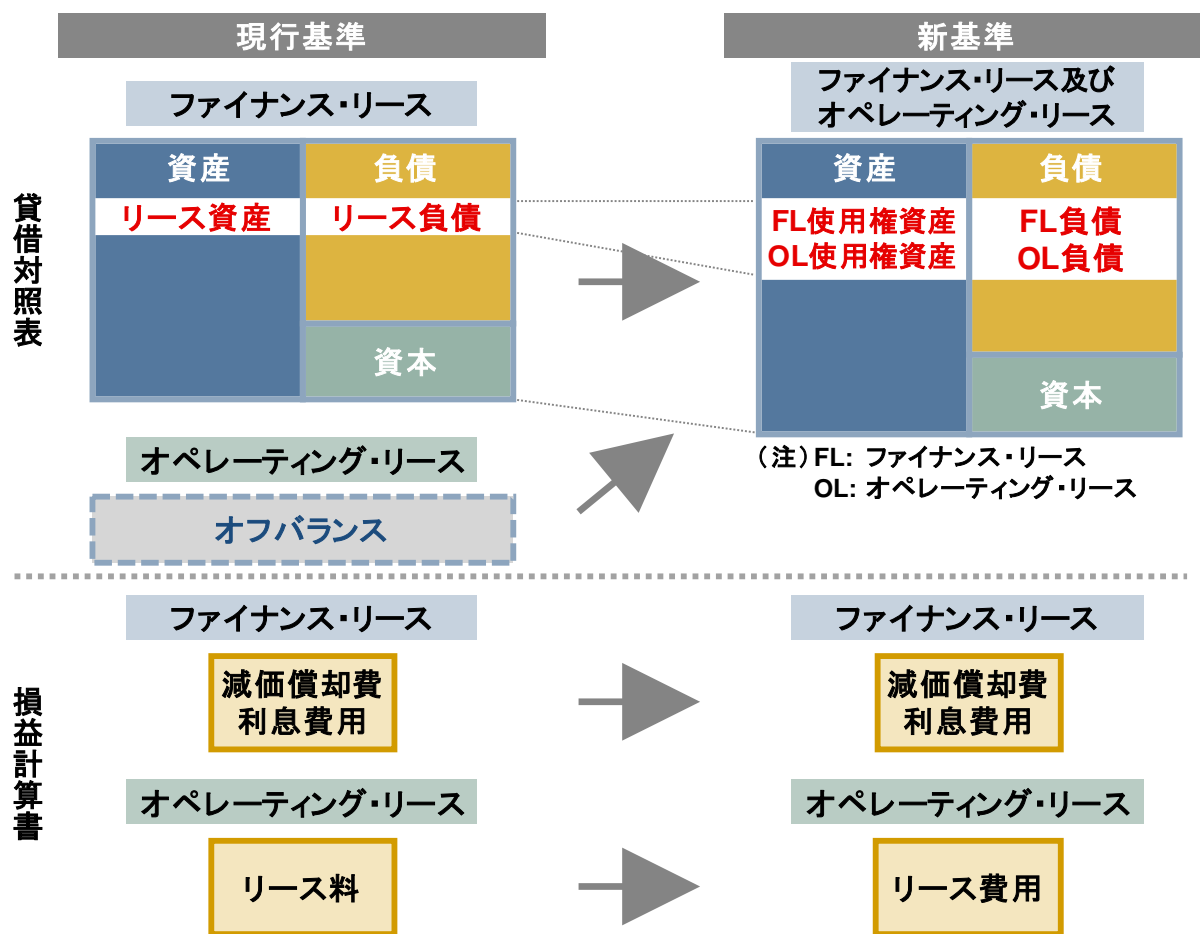 現行基準
新基準
貸借対照表
ファイナンス・リース
資産
負債
リース資産
リース負債
資本
オペレーティング・リース
オフバランス
ファイナンス・リース及び
オペレーティング・リース
資産
負債
FL使用権資産
OL使用権資産
FL負債
OL負債
資本
(注)FL: ファイナンス・リース
OL: オペレーティング・リース
損益計算書
ファイナンス・リース
減価償却費
利息費用
ファイナンス・リース
減価償却費
利息費用
オペレーティング・リース
リース料
オペレーティング・リース
リース費用